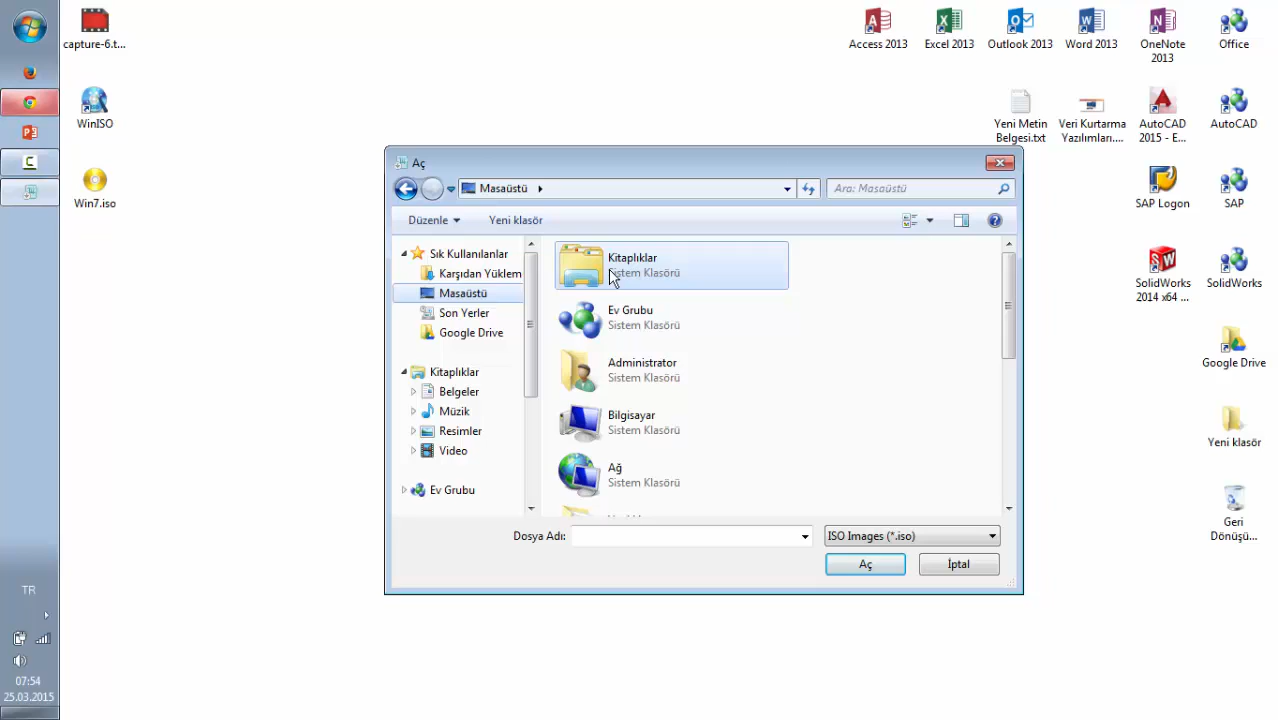 capture-6.t...
WinISO
Win7.iso
Access 2013
Excel 2013
Outlook 2013
Word 2013
OneNote
2013
Office
Yeni Metin
Belgesi.txt
Veri Kurtarma
Yazılımları....
AutoCAD
2015 - E...
AutoCAD
SAP Logon
SAP
SolidWorks
2014 x64 ...
SolidWorks
Google Drive
Yeni klasör
Geri
Dönüşü...
Aç
Masaüstü
Ara: Masaüstü
Düzenle
Yeni klasör
Sık Kullanılanlar
Karşıdan Yüklem
Masaüstü
Son Yerler
Google Drive
Kitaplıklar
Belgeler
Müzik
Resimler
Video
Ev Grubu
Kitaplıklar
Sistem Klasörü
Ev Grubu
Sistem Klasörü
Administrator
Sistem Klasörü
Bilgisayar
Sistem Klasörü
Ağ
Sistem Klasörü
Dosya Adı:
ISO Images (*.iso)
Aç
İptal
TR
07:54
25.03.2015